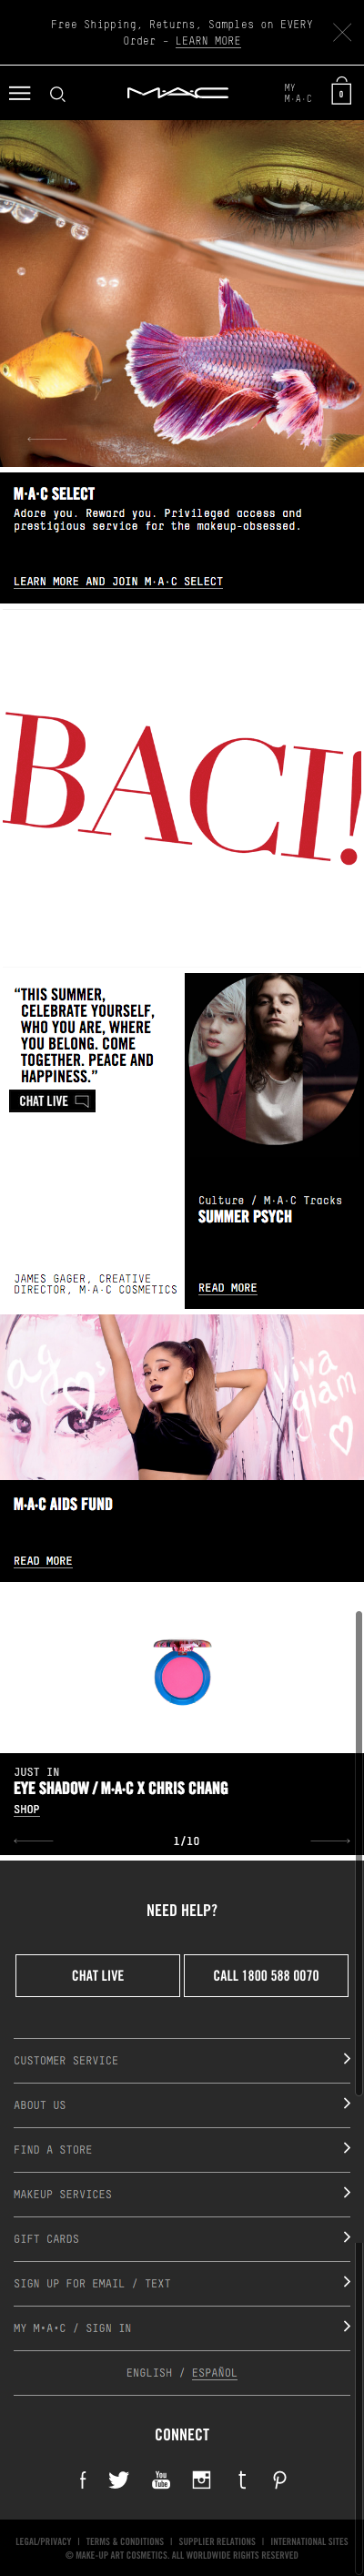 Free Shipping, Returns, Samples on EVERY
Order – LEARN MORE
M·A·C
MY
M·A·C
0
M·A·C SELECT
Adore you. Reward you. Privileged access and
prestigious service for the makeup-obsessed.
LEARN MORE AND JOIN M·A·C SELECT
BACI!
“THIS SUMMER,
CELEBRATE YOURSELF,
WHO YOU ARE, WHERE
YOU BELONG. COME
TOGETHER. PEACE AND
HAPPINESS.”
CHAT LIVE
JAMES GAGER, CREATIVE
DIRECTOR, M·A·C COSMETICS
Culture / M·A·C Tracks
SUMMER PSYCH
READ MORE
ag
viva
glam
M·A·C AIDS FUND
READ MORE
JUST IN
EYE SHADOW / M·A·C X CHRIS CHANG
SHOP
1/10
NEED HELP?
CHAT LIVE
CALL 1800 588 0070
CUSTOMER SERVICE
ABOUT US
FIND A STORE
MAKEUP SERVICES
GIFT CARDS
SIGN UP FOR EMAIL / TEXT
MY M·A·C / SIGN IN
ENGLISH / ESPAÑOL
CONNECT
You
Tube
LEGAL/PRIVACY | TERMS & CONDITIONS | SUPPLIER RELATIONS | INTERNATIONAL SITES
© MAKE-UP ART COSMETICS. ALL WORLDWIDE RIGHTS RESERVED